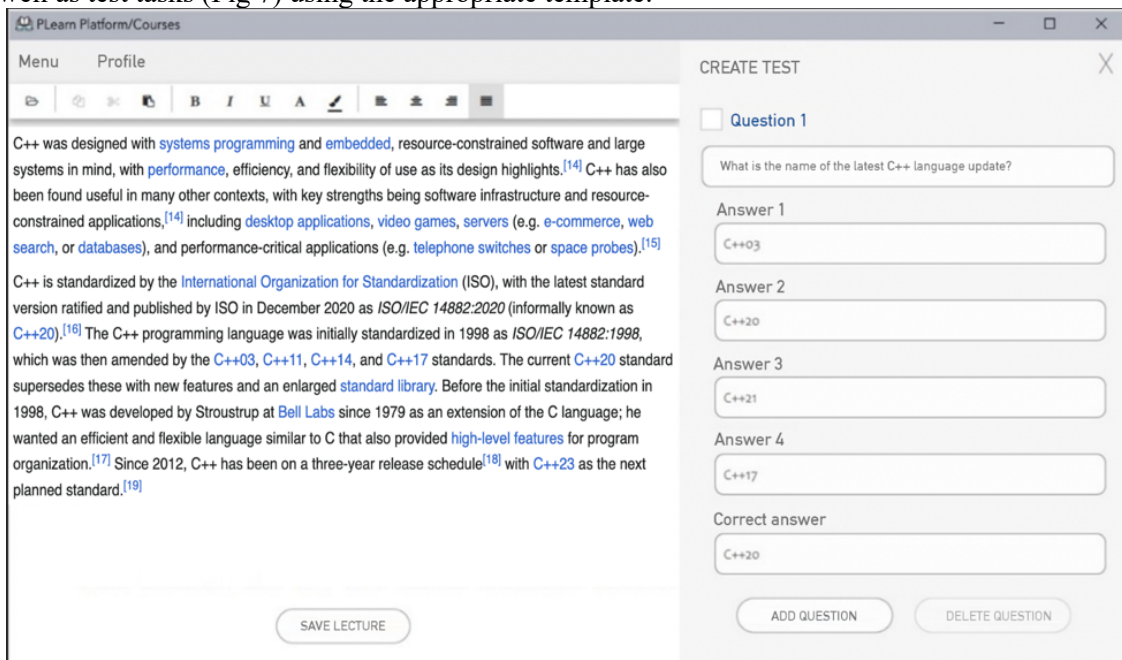 well as test tasks (Fig 7) using the appropriate template.
PLearn Platform/Courses
Menu Profile
B I U A
C++ was designed with systems programming and embedded, resource-constrained software and large
systems in mind, with performance, efficiency, and flexibility of use as its design highlights.[14] C++ has also
been found useful in many other contexts, with key strengths being software infrastructure and resource-
constrained applications,[14] including desktop applications, video games, servers (e.g. e-commerce, web
search, or databases), and performance-critical applications (e.g. telephone switches or space probes).[15]
C++ is standardized by the International Organization for Standardization (ISO), with the latest standard
version ratified and published by ISO in December 2020 as ISO/IEC 14882:2020 (informally known as
C++20).[16] The C++ programming language was initially standardized in 1998 as ISO/IEC 14882:1998,
which was then amended by the C++03, C++11, C++14, and C++17 standards. The current C++20 standard
supersedes these with new features and an enlarged standard library. Before the initial standardization in
1998, C++ was developed by Stroustrup at Bell Labs since 1979 as an extension of the C language; he
wanted an efficient and flexible language similar to C that also provided high-level features for program
organization.[17] Since 2012, C++ has been on a three-year release schedule[18] with C++23 as the next
planned standard.[19]
SAVE LECTURE
CREATE TEST X
Question 1
What is the name of the latest C++ language update?
Answer 1
C++03
Answer 2
C++20
Answer 3
C++21
Answer 4
C++17
Correct answer
C++20
ADD QUESTION DELETE QUESTION